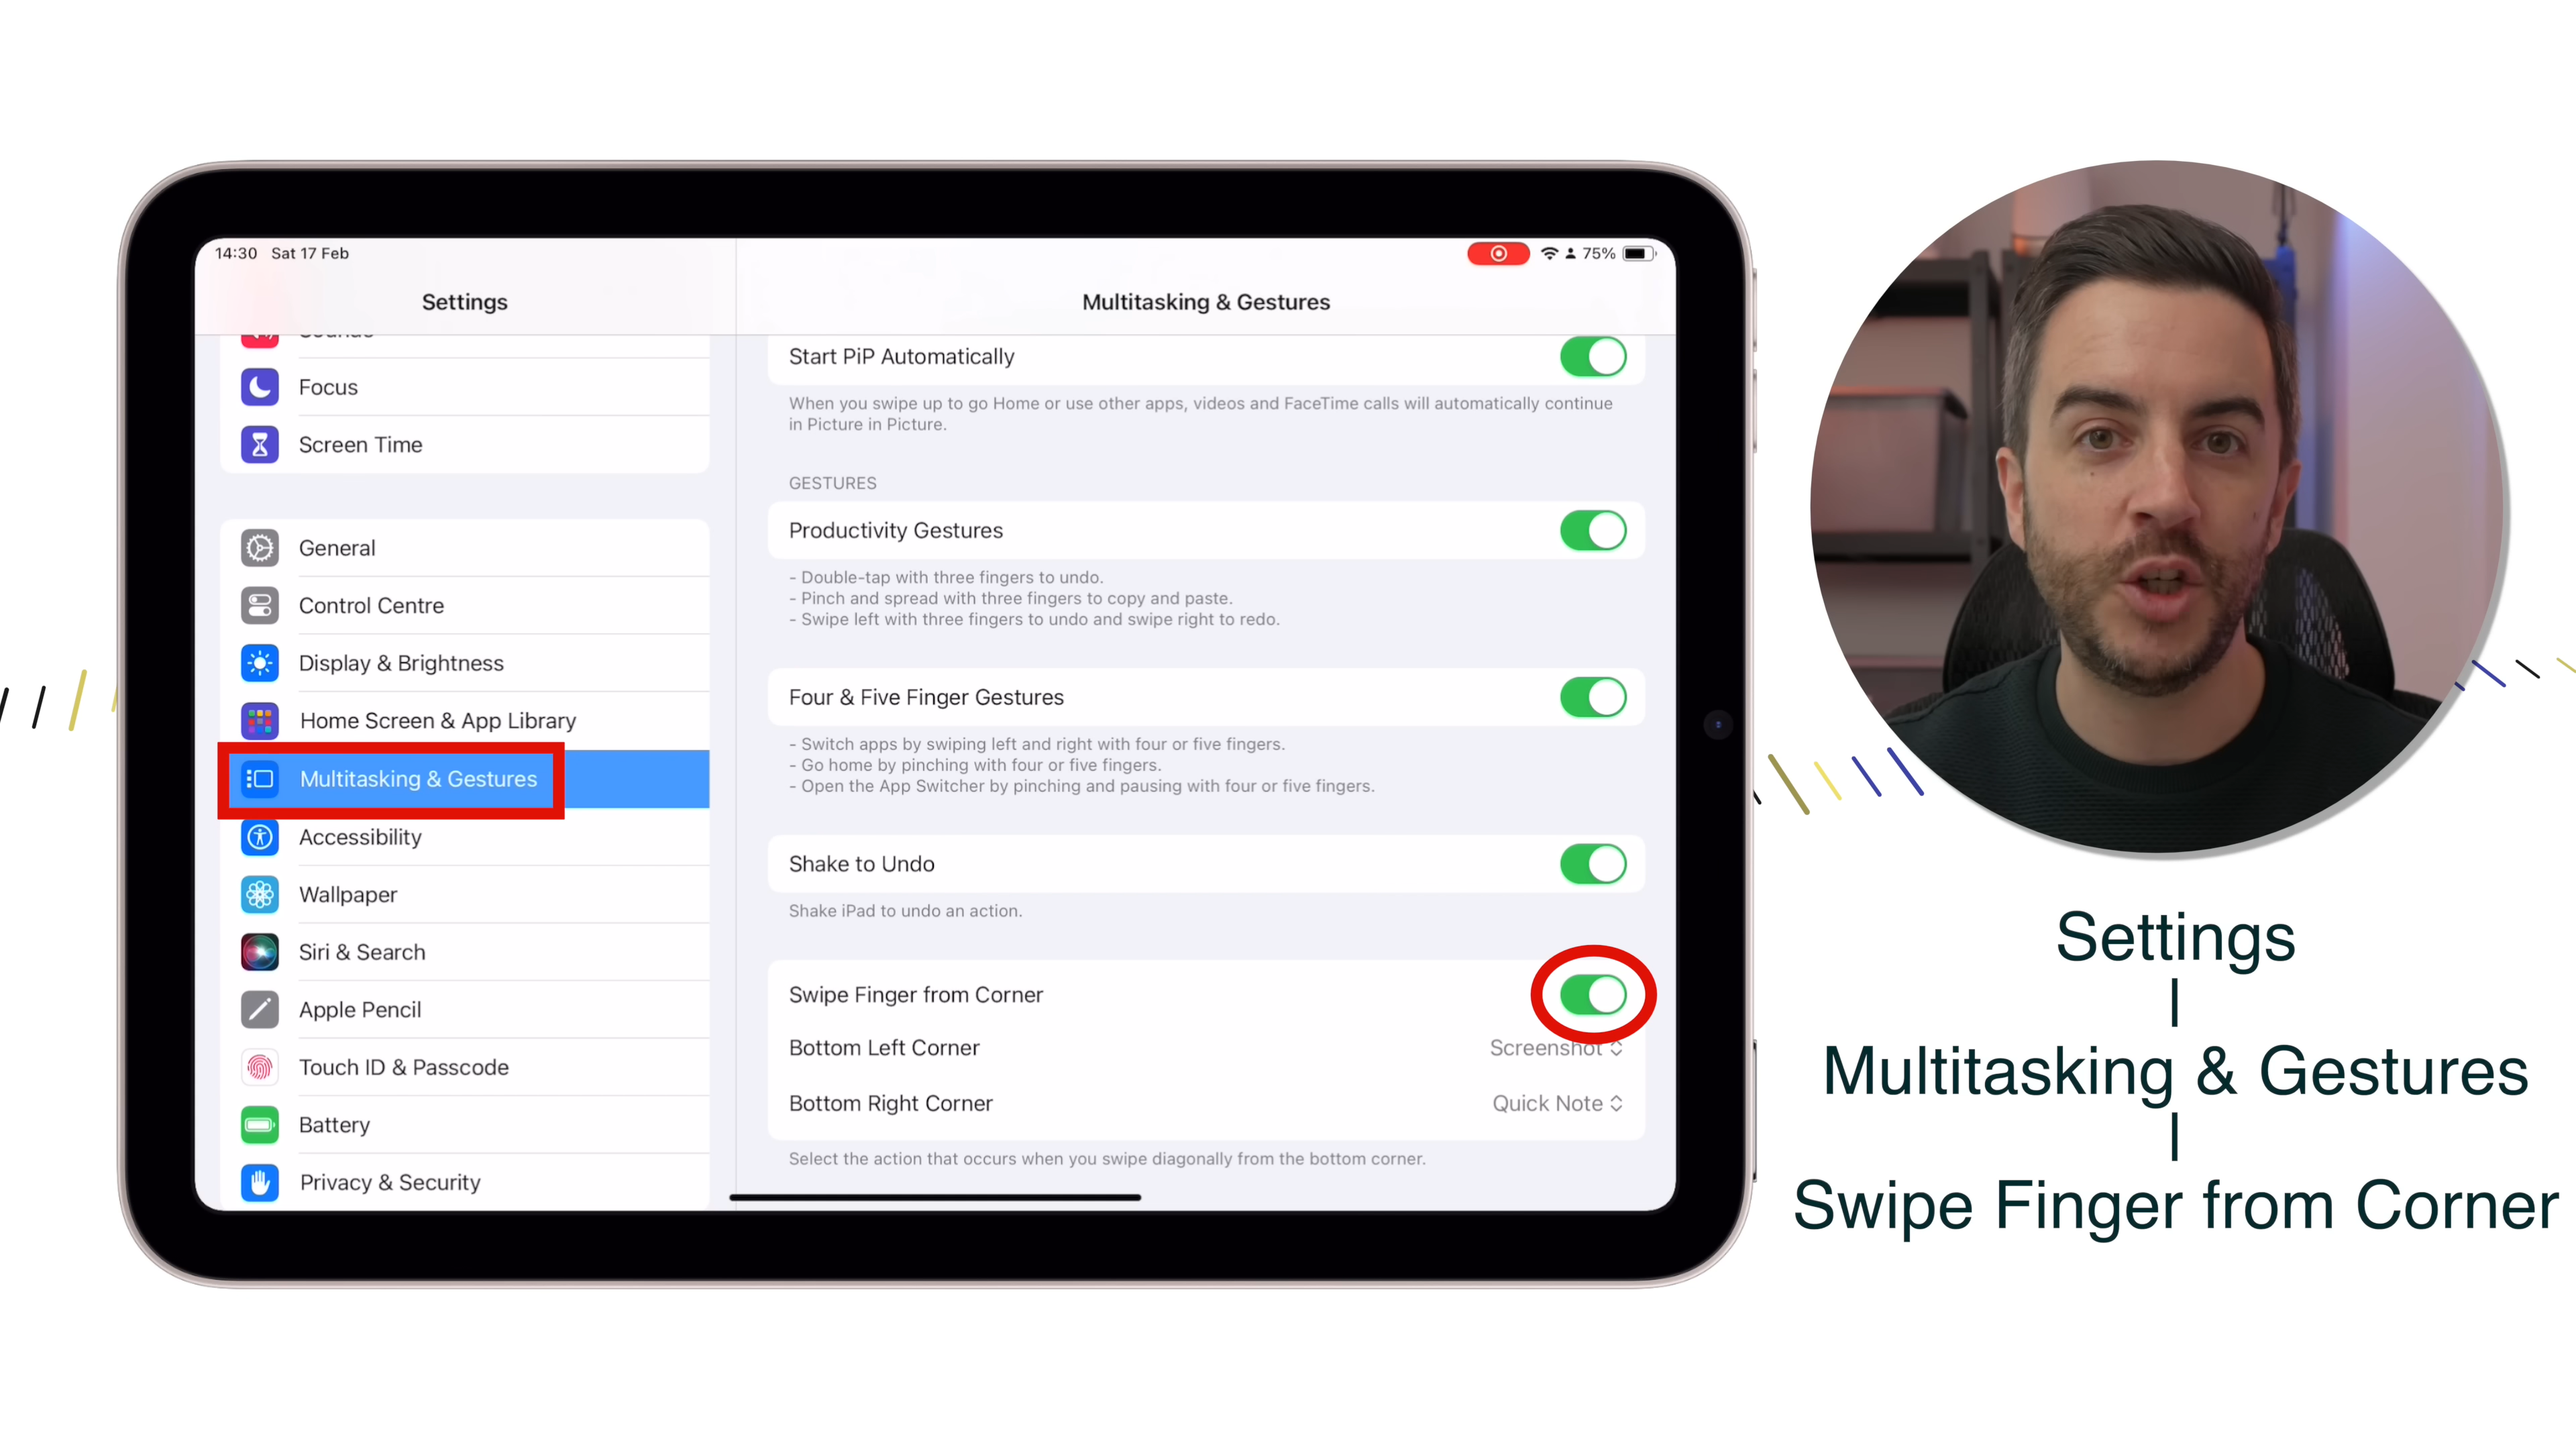 14:30 Sat 17 Feb
75%
Settings
Multitasking & Gestures
Sounds
Focus
Screen Time
General
Control Centre
Display & Brightness
Home Screen & App Library
Multitasking & Gestures
Accessibility
Wallpaper
Siri & Search
Apple Pencil
Touch ID & Passcode
Battery
Privacy & Security
Start PiP Automatically
When you swipe up to go Home or use other apps, videos and FaceTime calls will automatically continue
in Picture in Picture.
GESTURES
Productivity Gestures
- Double-tap with three fingers to undo.
- Pinch and spread with three fingers to copy and paste.
- Swipe left with three fingers to undo and swipe right to redo.
Four & Five Finger Gestures
- Switch apps by swiping left and right with four or five fingers.
- Go home by pinching with four or five fingers.
- Open the App Switcher by pinching and pausing with four or five fingers.
Shake to Undo
Shake iPad to undo an action.
Swipe Finger from Corner
Bottom Left Corner Screenshot
Bottom Right Corner Quick Note
Select the action that occurs when you swipe diagonally from the bottom corner.
Settings
Multitasking & Gestures
Swipe Finger from Corner